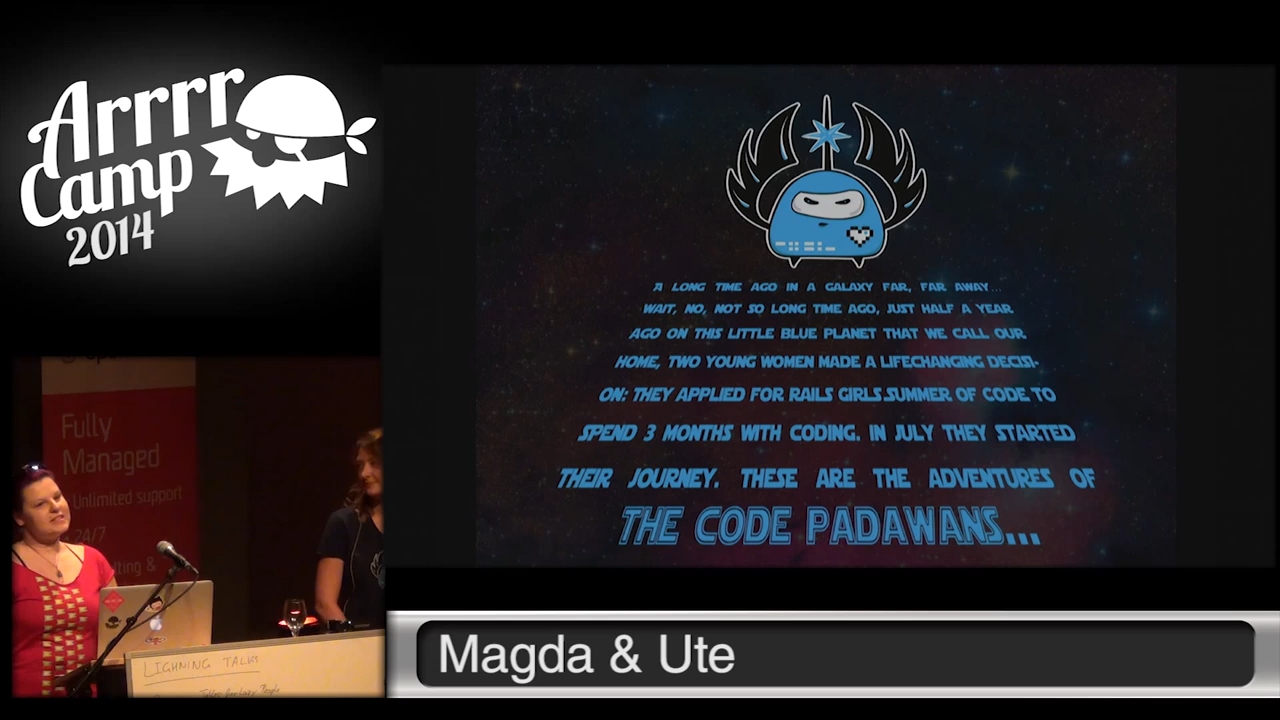 Arrrr
Camp
2014
A LONG TIME AGO IN A GALAXY FAR, FAR AWAY...
WAIT, NO, NOT SO LONG TIME AGO, JUST HALF A YEAR
AGO ON THIS LITTLE BLUE PLANET THAT WE CALL OUR
HOME, TWO YOUNG WOMEN MADE A LIFECHANGING DECISI-
ON: THEY APPLIED FOR RAILS GIRLS SUMMER OF CODE TO
SPEND 3 MONTHS WITH CODING. IN JULY THEY STARTED
THEIR JOURNEY. THESE ARE THE ADVENTURES OF
THE CODE PADAWANS...
Fully
Managed
Unlimited support
24/7
LIGHNING TALKS
Magda & Ute